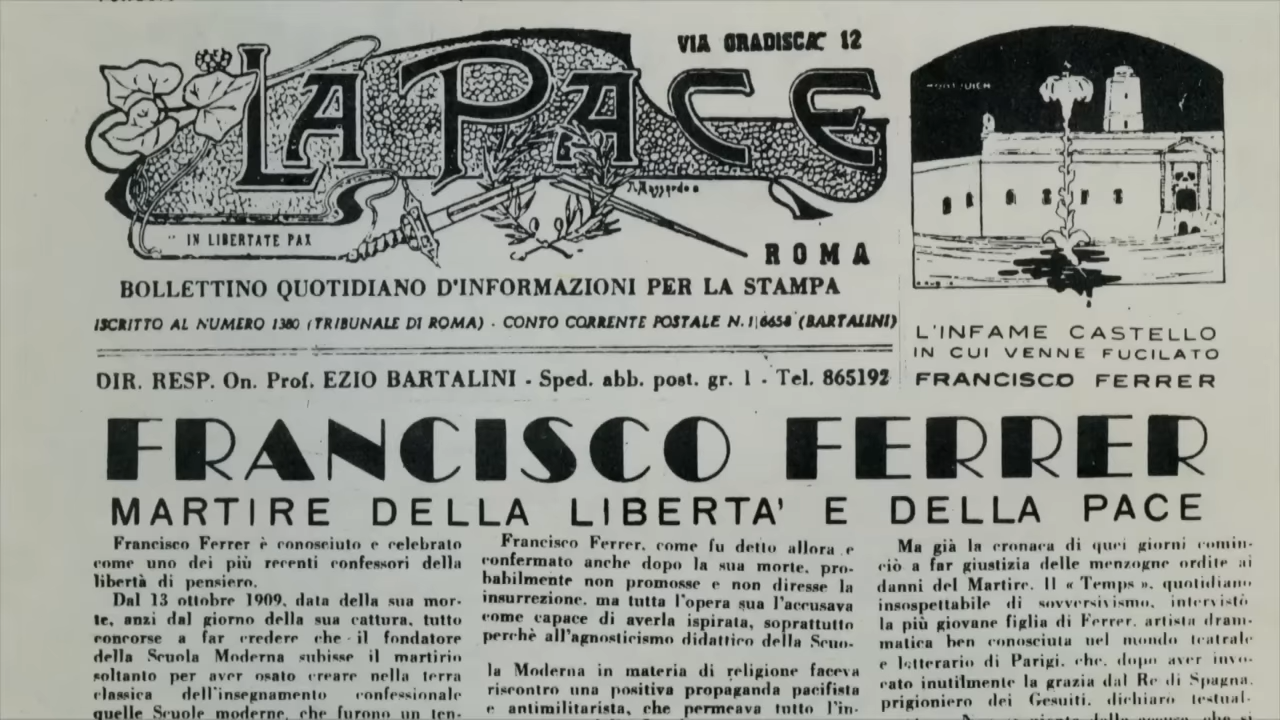 LA PACE
VIA GRADISCA 12
IN LIBERTATE PAX
ROMA
BOLLETTINO QUOTIDIANO D'INFORMAZIONI PER LA STAMPA
ISCRITTO AL NUMERO 1380 (TRIBUNALE DI ROMA) - CONTO CORRENTE POSTALE N. 1|6658 (BARTALINI)
DIR. RESP. On. Prof. EZIO BARTALINI - Sped. abb. post. gr. 1 - Tel. 865192
L'INFAME CASTELLO
IN CUI VENNE FUCILATO
FRANCISCO FERRER
FRANCISCO FERRER
MARTIRE DELLA LIBERTA' E DELLA PACE
Francisco Ferrer è conosciuto e celebrato
come uno dei più recenti confessori della
libertà di pensiero.
Dal 13 ottobre 1909, data della sua mor-
te, anzi dal giorno della sua cattura, tutto
concorse a far credere che il fondatore
della Scuola Moderna subisse il martirio
soltanto per aver osato creare nella terra
classica dell'insegnamento confessionale
quelle Scuole moderne, che furono un ten-
Francisco Ferrer, come fu detto allora e
confermato anche dopo la sua morte, pro-
babilmente non promosse e non diresse la
insurrezione, ma tutta l'opera sua l'accusava
come capace di averla ispirata, soprattutto
perchè all'agnosticismo didattico della Scuo-
la Moderna in materia di religione faceva
riscontro una positiva propaganda pacifista
e antimilitarista, che permeava tutto l'in-
Ma già la cronaca di quei giorni comin-
ciò a far giustizia delle menzogne ordite ai
danni del Martire. Il « Temps », quotidiano
insospettabile di sovversivismo, intervistò
la più giovane figlia di Ferrer, artista dram-
matica ben conosciuta nel mondo teatrale
e letterario di Parigi, che, dopo aver invo-
cato inutilmente la grazia dal Re di Spagna,
prigioniero dei Gesuiti, dichiarò testual-